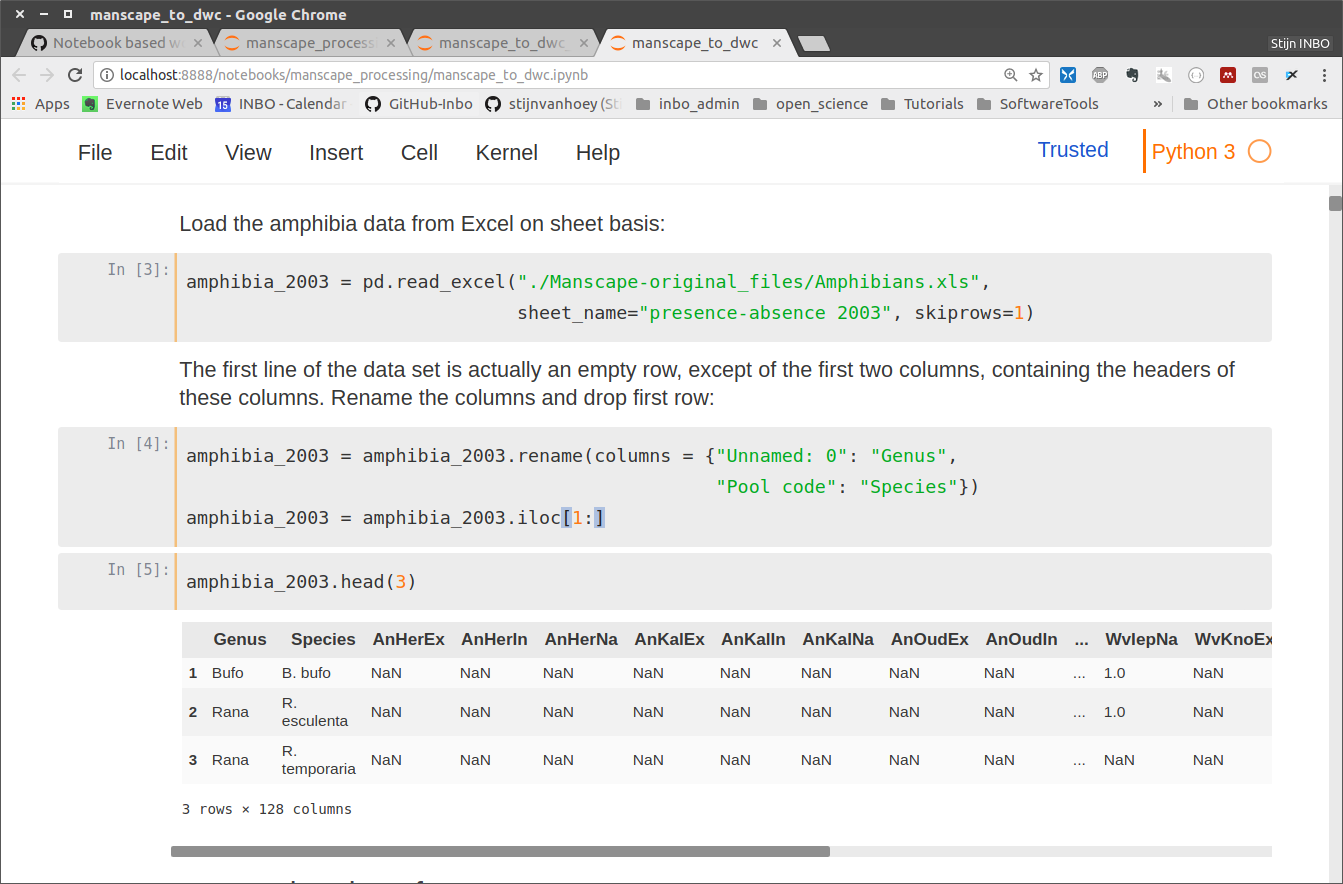 manscape_to_dwc - Google Chrome
Notebook based w
manscape_process
manscape_to_dwc_
manscape_to_dwc
Stijn INBO
localhost:8888/notebooks/manscape_processing/manscape_to_dwc.ipynb
ABP
OS
Apps
15
Evernote Web
INBO - Calendar
GitHub-Inbo
stijnvanhoey (St
inbo_admin
open_science
Tutorials
SoftwareTools
»
Other bookmarks
File Edit View Insert Cell Kernel Help
Trusted
Python 3
Load the amphibia data from Excel on sheet basis:
In [3]:
amphibia_2003 = pd.read_excel("./Manscape-original_files/Amphibians.xls",
sheet_name="presence-absence 2003", skiprows=1)
The first line of the data set is actually an empty row, except of the first two columns, containing the headers of
these columns. Rename the columns and drop first row:
In [4]:
amphibia_2003 = amphibia_2003.rename(columns = {"Unnamed: 0": "Genus",
"Pool code": "Species"})
amphibia_2003 = amphibia_2003.iloc[1:]
In [5]:
amphibia_2003.head(3)
Genus Species AnHerEx AnHerIn AnHerNa AnKalEx AnKalIn AnKalNa AnOudEx AnOudIn ... WvIepNa WvKnoEx
1 Bufo B. bufo NaN NaN NaN NaN NaN NaN NaN NaN ... 1.0 NaN
2 Rana R. esculenta NaN NaN NaN NaN NaN NaN NaN NaN ... 1.0 NaN
3 Rana R. temporaria NaN NaN NaN NaN NaN NaN NaN NaN ... NaN NaN
3 rows × 128 columns